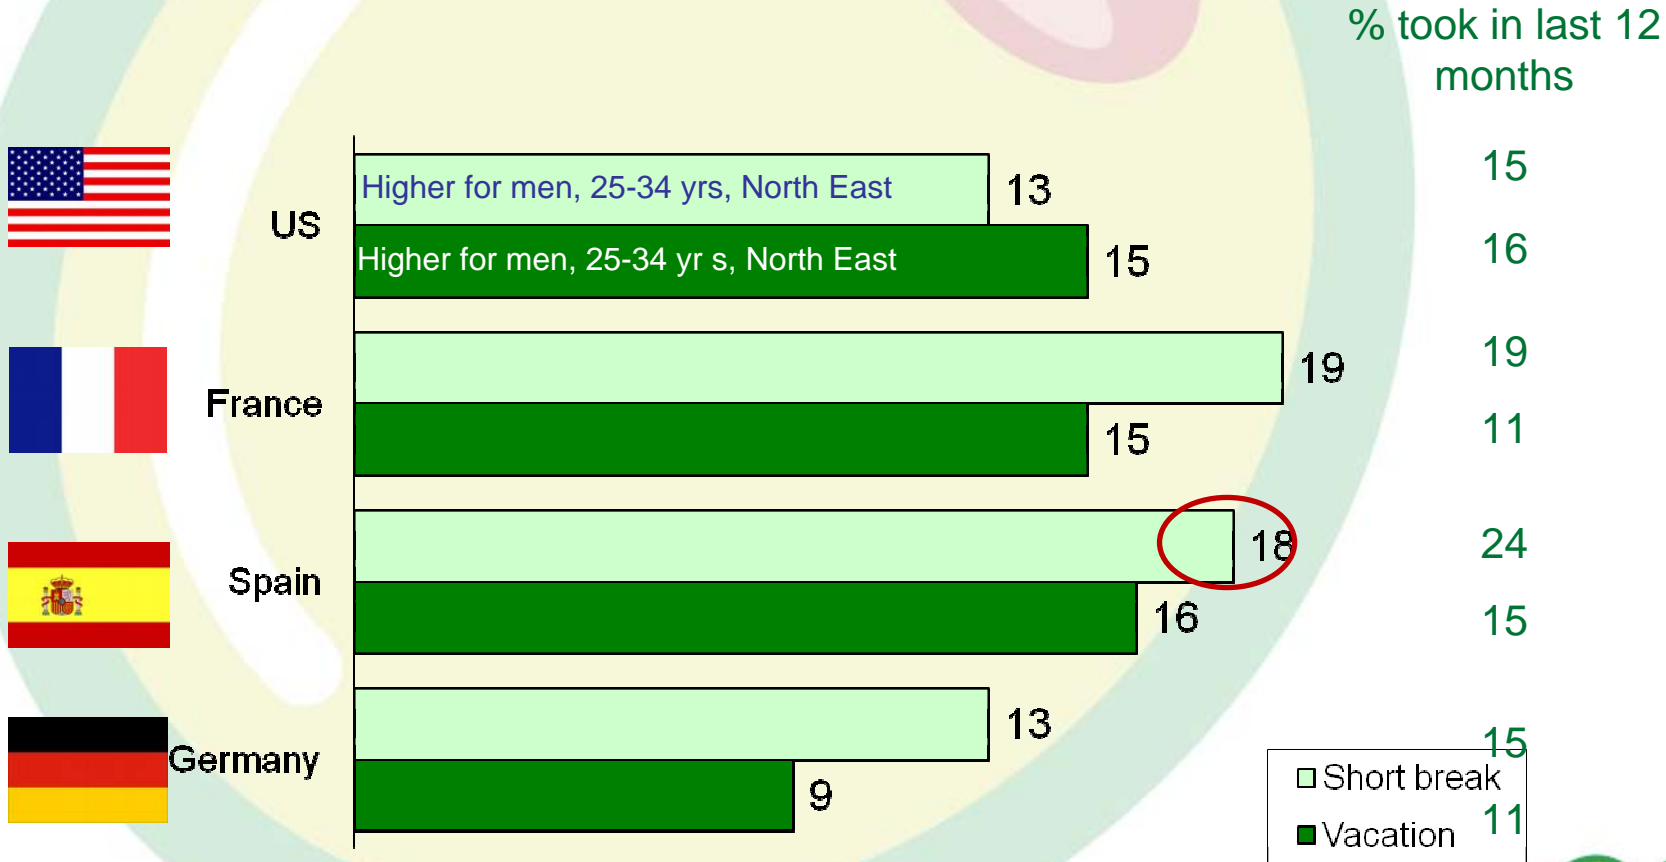 % took in last 12
months
US
Higher for men, 25-34 yrs, North East
13
15
Higher for men, 25-34 yr s, North East
15
16
France
19
19
15
11
Spain
18
24
16
15
Germany
13
15
9
11
Short break
Vacation